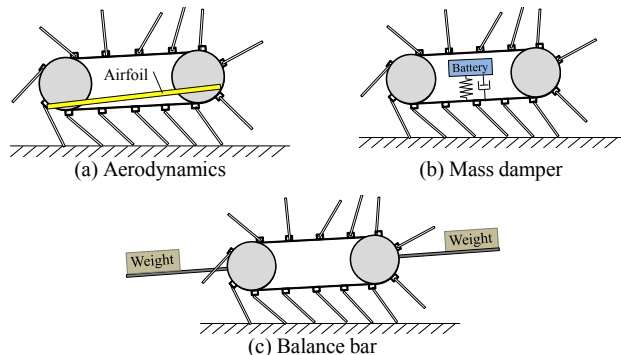 Airfoil
Battery
(a) Aerodynamics
(b) Mass damper
Weight
Weight
(c) Balance bar